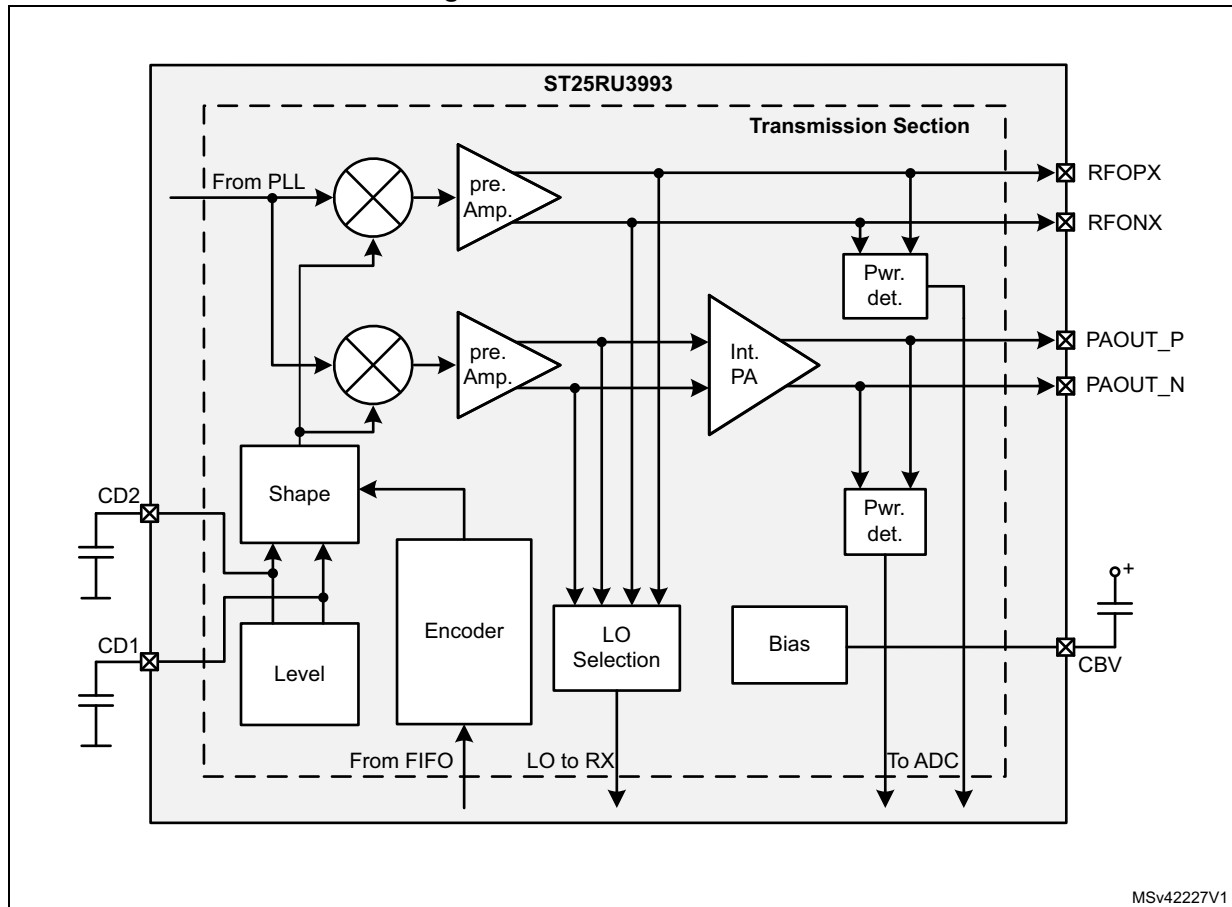 ST25RU3993
Transmission Section
From PLL
pre.
Amp.
RFOPX
RFONX
Pwr.
det.
pre.
Amp.
Int.
PA
PAOUT_P
PAOUT_N
CD2
Shape
Pwr.
det.
+
Encoder
LO
Selection
Bias
CD1
Level
CBV
From FIFO
LO to RX
To ADC
MSv42227V1